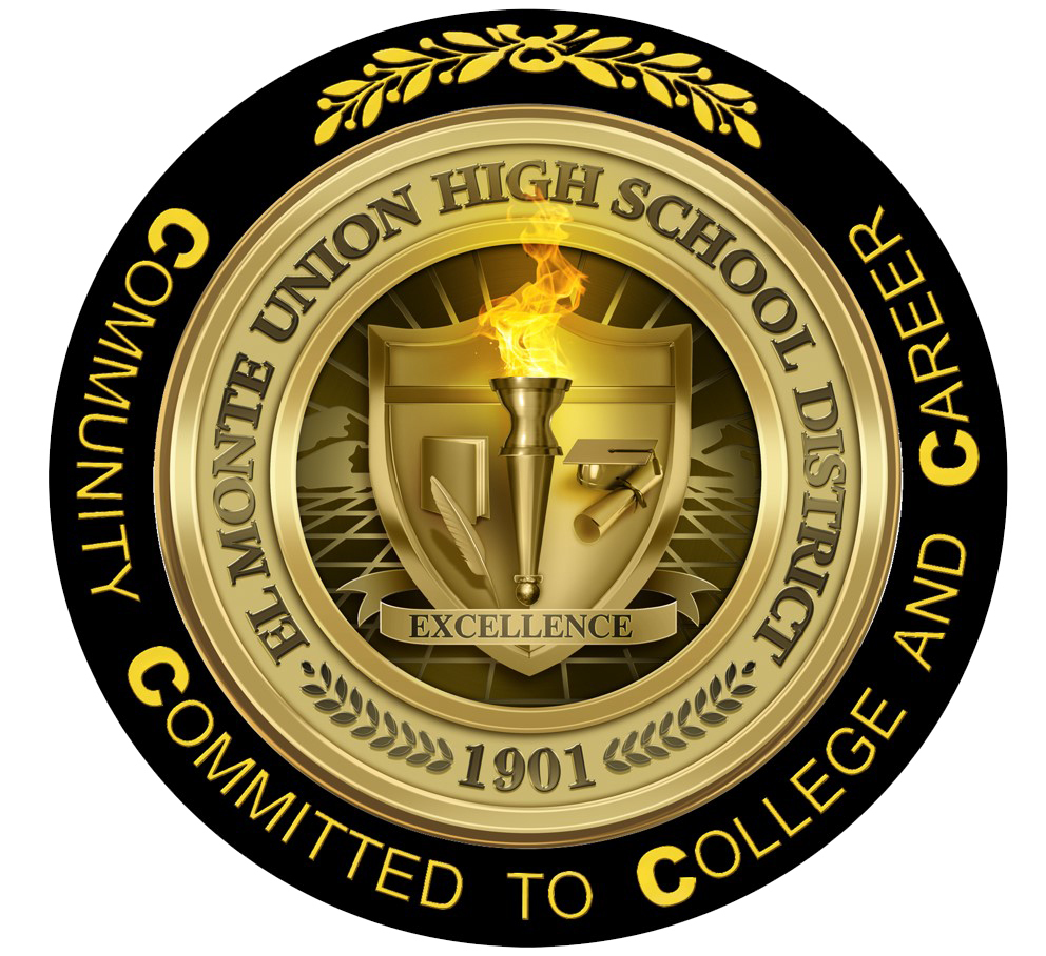 EL MONTE UNION HIGH SCHOOL DISTRICT
EXCELLENCE
1901
COMMUNITY COMMITTED TO COLLEGE AND CAREER